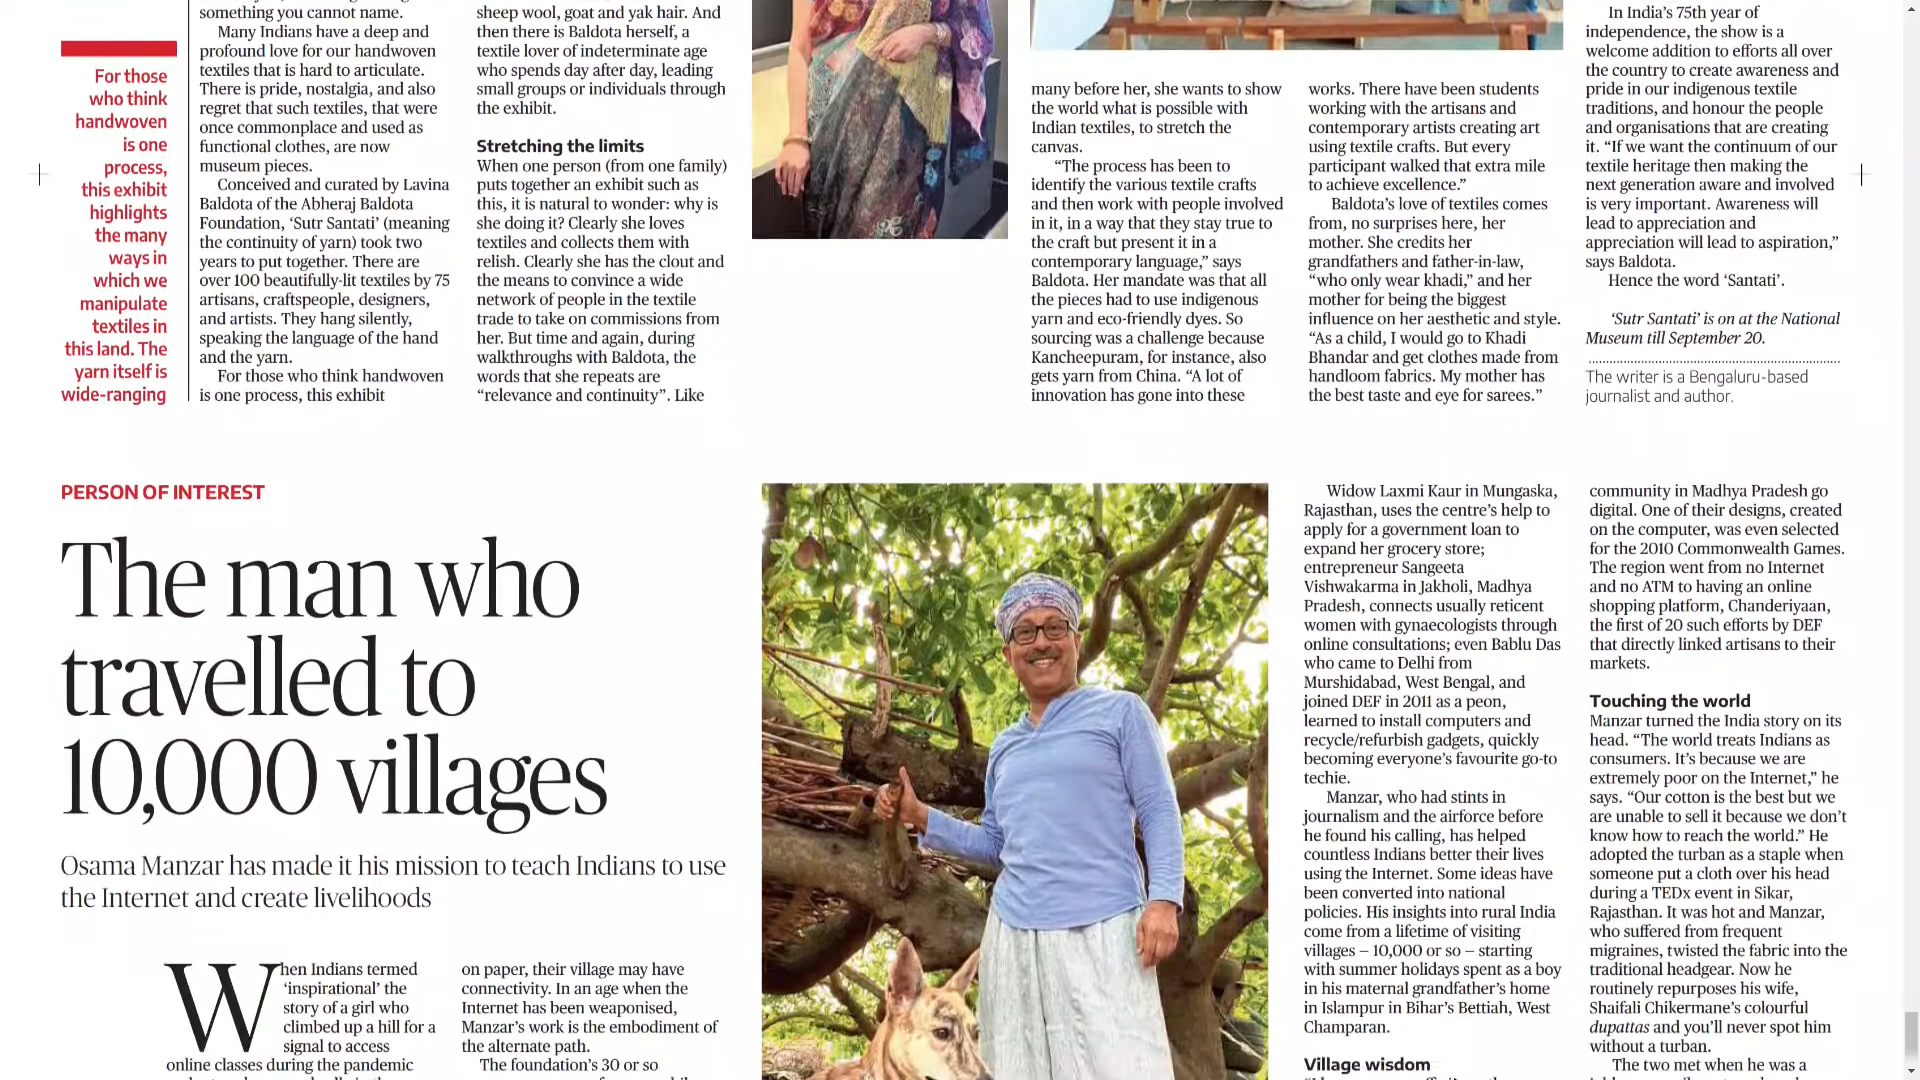 For those
who think
handwoven
is one
process,
this exhibit
highlights
the many
ways in
which we
manipulate
textiles in
this land. The
yarn itself is
wide-ranging
something you cannot name.
Many Indians have a deep and
profound love for our handwoven
textiles that is hard to articulate.
There is pride, nostalgia, and also
regret that such textiles, that were
once commonplace and used as
functional clothes, are now
museum pieces.
Conceived and curated by Lavina
Baldota of the Abheraj Baldota
Foundation, ‘Sutr Santati’ (meaning
the continuity of yarn) took two
years to put together. There are
over 100 beautifully-lit textiles by 75
artisans, craftspeople, designers,
and artists. They hang silently,
speaking the language of the hand
and the yarn.
For those who think handwoven
is one process, this exhibit
sheep wool, goat and yak hair. And
then there is Baldota herself, a
textile lover of indeterminate age
who spends day after day, leading
small groups or individuals through
the exhibit.
Stretching the limits
When one person (from one family)
puts together an exhibit such as
this, it is natural to wonder: why is
she doing it? Clearly she loves
textiles and collects them with
relish. Clearly she has the clout and
the means to convince a wide
network of people in the textile
trade to take on commissions from
her. But time and again, during
walkthroughs with Baldota, the
words that she repeats are
“relevance and continuity”. Like
many before her, she wants to show
the world what is possible with
Indian textiles, to stretch the
canvas.
“The process has been to
identify the various textile crafts
and then work with people involved
in it, in a way that they stay true to
the craft but present it in a
contemporary language,” says
Baldota. Her mandate was that all
the pieces had to use indigenous
yarn and eco-friendly dyes. So
sourcing was a challenge because
Kancheepuram, for instance, also
gets yarn from China. “A lot of
innovation has gone into these
works. There have been students
working with the artisans and
contemporary artists creating art
using textile crafts. But every
participant walked that extra mile
to achieve excellence.”
Baldota’s love of textiles comes
from, no surprises here, her
mother. She credits her
grandfathers and father-in-law,
“who only wear khadi,” and her
mother for being the biggest
influence on her aesthetic and style.
“As a child, I would go to Khadi
Bhandar and get clothes made from
handloom fabrics. My mother has
the best taste and eye for sarees.”
In India’s 75th year of
independence, the show is a
welcome addition to efforts all over
the country to create awareness and
pride in our indigenous textile
traditions, and honour the people
and organisations that are creating
it. “If we want the continuum of our
textile heritage then making the
next generation aware and involved
is very important. Awareness will
lead to appreciation and
appreciation will lead to aspiration,”
says Baldota.
Hence the word ‘Santati’.
‘Sutr Santati’ is on at the National
Museum till September 20.
The writer is a Bengaluru-based
journalist and author.
PERSON OF INTEREST
The man who
travelled to
10,000 villages
Osama Manzar has made it his mission to teach Indians to use
the Internet and create livelihoods
When Indians termed
‘inspirational’ the
story of a girl who
climbed up a hill for a
signal to access
online classes during the pandemic
on paper, their village may have
connectivity. In an age when the
Internet has been weaponised,
Manzar’s work is the embodiment of
the alternate path.
The foundation’s 30 or so
Widow Laxmi Kaur in Mungaska,
Rajasthan, uses the centre’s help to
apply for a government loan to
expand her grocery store;
entrepreneur Sangeeta
Vishwakarma in Jakholi, Madhya
Pradesh, connects usually reticent
women with gynaecologists through
online consultations; even Bablu Das
who came to Delhi from
Murshidabad, West Bengal, and
joined DEF in 2011 as a peon,
learned to install computers and
recycle/refurbish gadgets, quickly
becoming everyone’s favourite go-to
techie.
Manzar, who had stints in
journalism and the airforce before
he found his calling, has helped
countless Indians better their lives
using the Internet. Some ideas have
been converted into national
policies. His insights into rural India
come from a lifetime of visiting
villages – 10,000 or so – starting
with summer holidays spent as a boy
in his maternal grandfather’s home
in Islampur in Bihar’s Bettiah, West
Champaran.
Village wisdom
community in Madhya Pradesh go
digital. One of their designs, created
on the computer, was even selected
for the 2010 Commonwealth Games.
The region went from no Internet
and no ATM to having an online
shopping platform, Chanderiyaan,
the first of 20 such efforts by DEF
that directly linked artisans to their
markets.
Touching the world
Manzar turned the India story on its
head. “The world treats Indians as
consumers. It’s because we are
extremely poor on the Internet,” he
says. “Our cotton is the best but we
are unable to sell it because we don’t
know how to reach the world.” He
adopted the turban as a staple when
someone put a cloth over his head
during a TEDx event in Sikar,
Rajasthan. It was hot and Manzar,
who suffered from frequent
migraines, twisted the fabric into the
traditional headgear. Now he
routinely repurposes his wife,
Shaifali Chikermane’s colourful
dupattas and you’ll never spot him
without a turban.
The two met when he was a